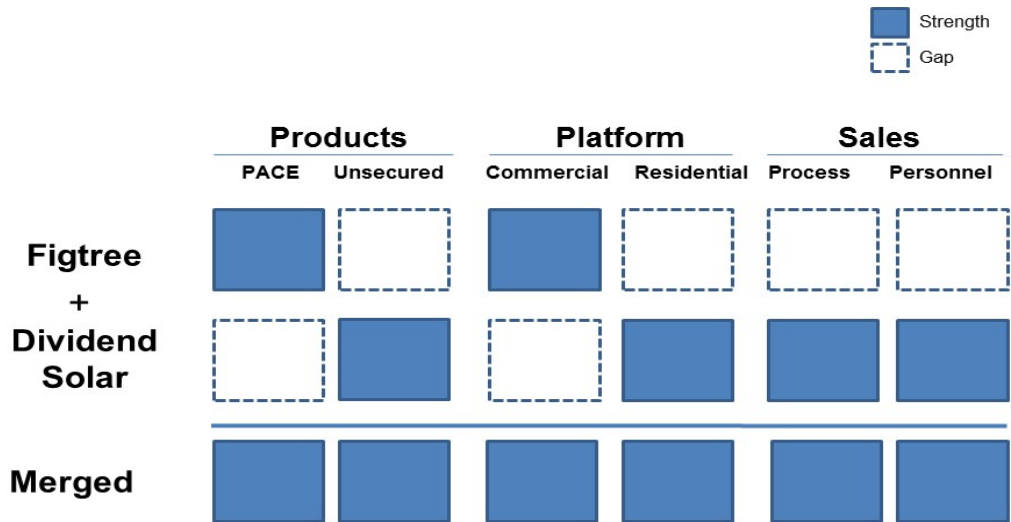 Strength
Gap
Products Platform Sales
PACE Unsecured Commercial Residential Process Personnel
Figtree
+
Dividend
Solar
Merged